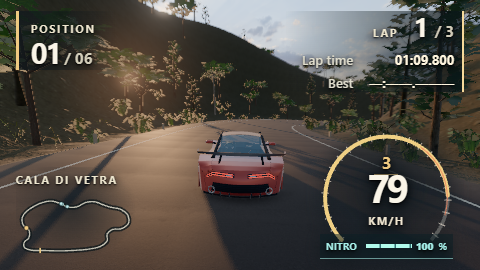 POSITION
01 / 06
LAP 1 / 3
Lap time 01:09.800
Best --:--.---
CALA DI VETRA
3
79
KM/H
NITRO 100 %